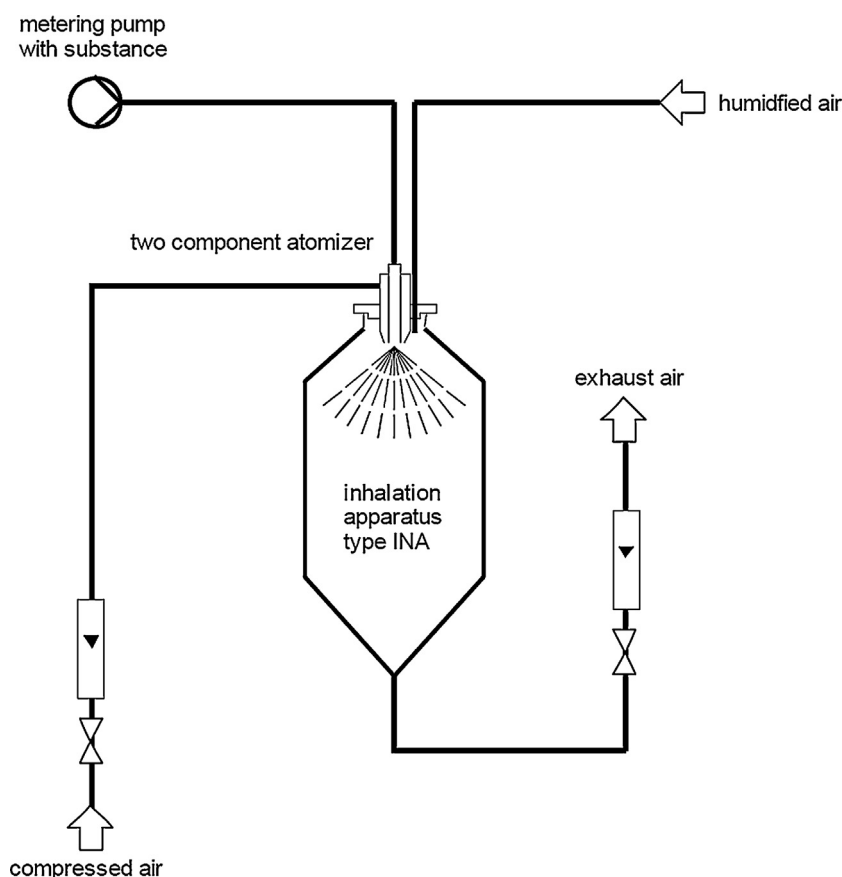 metering pump
with substance
humidfied air
two component atomizer
exhaust air
inhalation
apparatus
type INA
compressed air